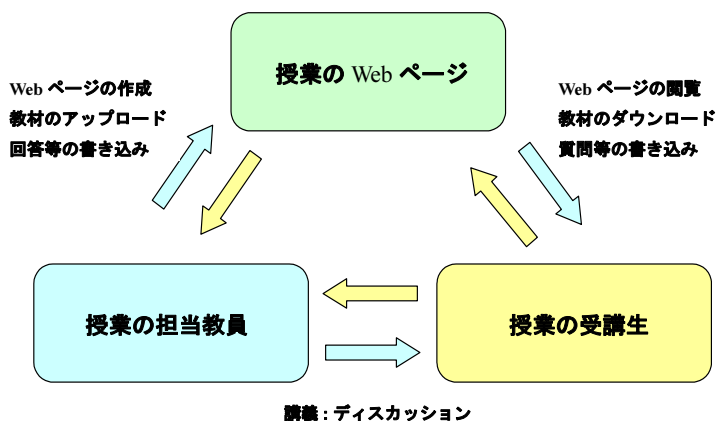 授業の Web ページ
Web ページの作成
教材のアップロード
回答等の書き込み
Web ページの閲覧
教材のダウンロード
質問等の書き込み
授業の担当教員
授業の受講生
講義 : ディスカッション